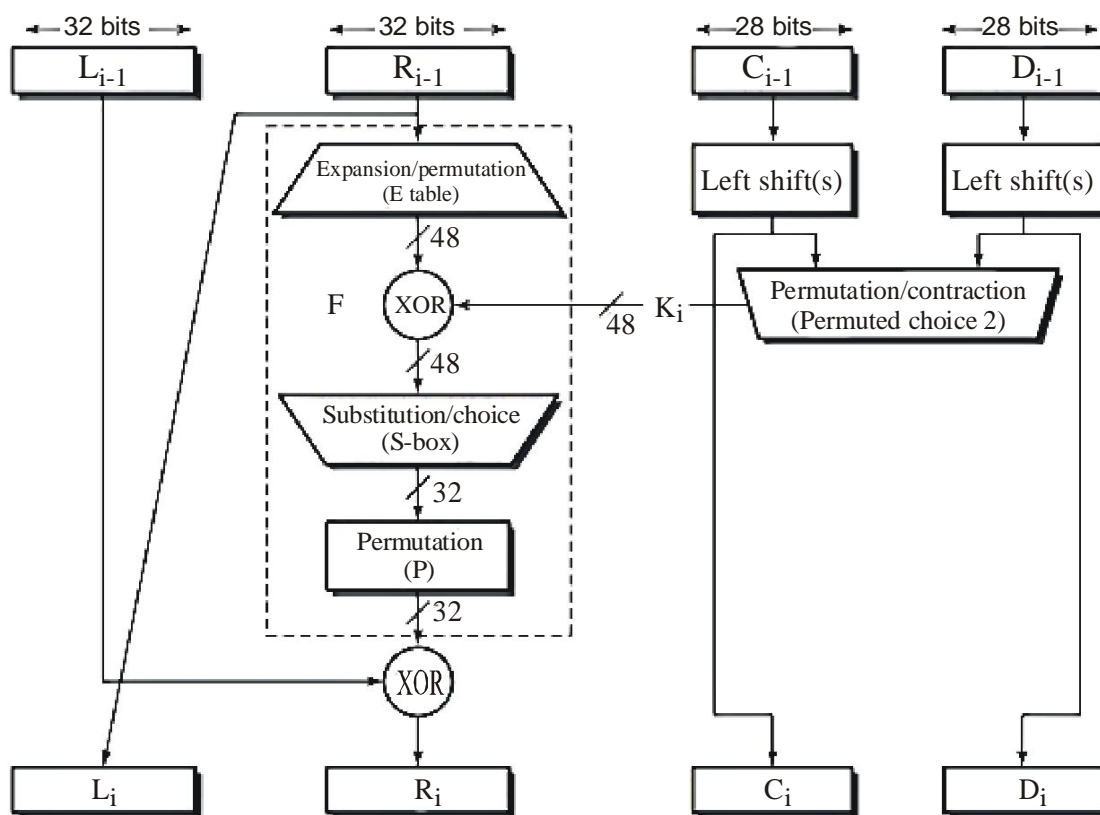 32 bits
32 bits
28 bits
28 bits
Li-1
Ri-1
Ci-1
Di-1
Expansion/permutation
(E table)
Left shift(s)
Left shift(s)
48
F
XOR
48
Ki
Permutation/contraction
(Permuted choice 2)
48
Substitution/choice
(S-box)
32
Permutation
(P)
32
XOR
Li
Ri
Ci
Di